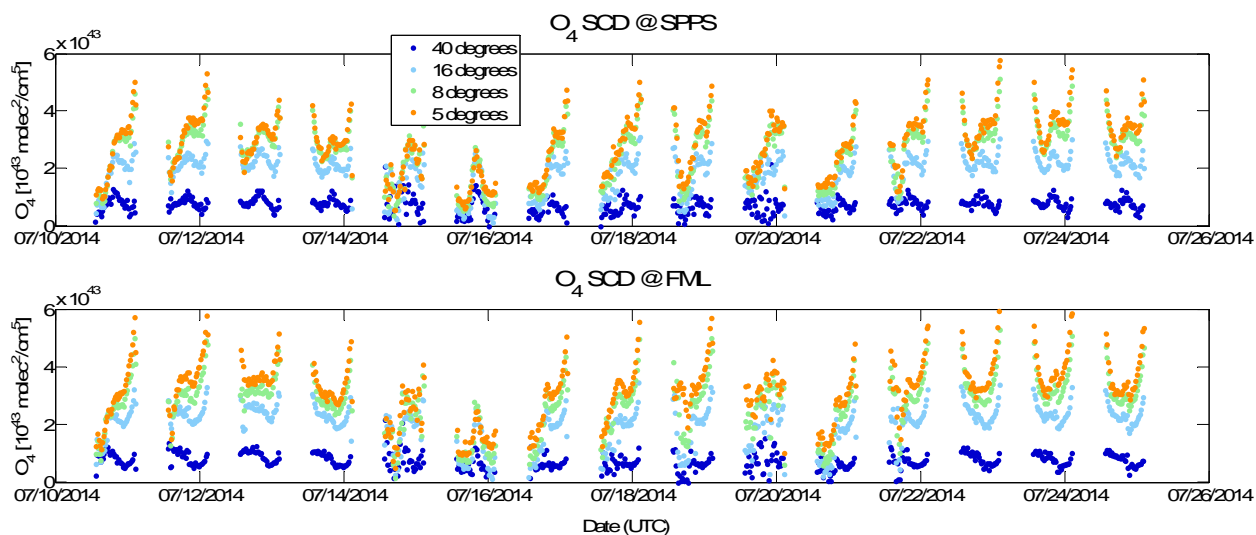 O4 SCD @ SPPS
×10^43
40 degrees
16 degrees
8 degrees
5 degrees
O4 [10^43 molec^2/cm^5]
6
4
2
0
07/10/2014 07/12/2014 07/14/2014 07/16/2014 07/18/2014 07/20/2014 07/22/2014 07/24/2014 07/26/2014
O4 SCD @ FML
×10^43
O4 [10^43 molec^2/cm^5]
6
4
2
0
07/10/2014 07/12/2014 07/14/2014 07/16/2014 07/18/2014 07/20/2014 07/22/2014 07/24/2014 07/26/2014
Date (UTC)